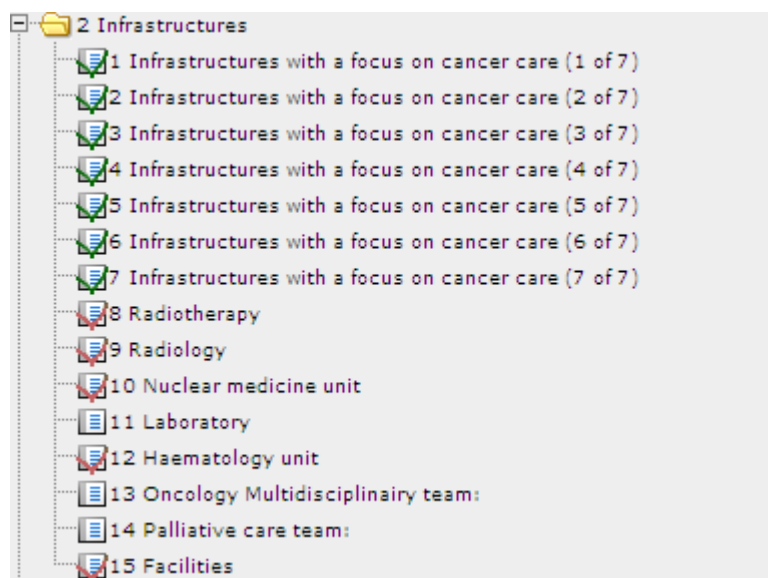 2 Infrastructures
1 Infrastructures with a focus on cancer care (1 of 7)
2 Infrastructures with a focus on cancer care (2 of 7)
3 Infrastructures with a focus on cancer care (3 of 7)
4 Infrastructures with a focus on cancer care (4 of 7)
5 Infrastructures with a focus on cancer care (5 of 7)
6 Infrastructures with a focus on cancer care (6 of 7)
7 Infrastructures with a focus on cancer care (7 of 7)
8 Radiotherapy
9 Radiology
10 Nuclear medicine unit
11 Laboratory
12 Haematology unit
13 Oncology Multidisciplinairy team:
14 Palliative care team:
15 Facilities